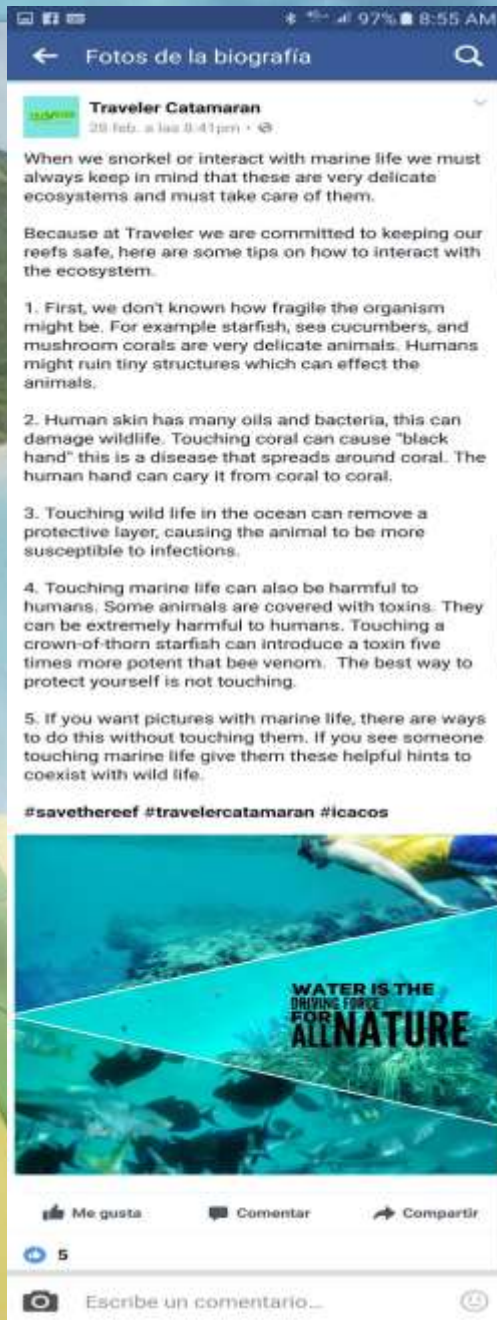 97% 8:55 AM
Fotos de la biografía
Traveler Catamaran
28 feb. a las 8:41pm
When we snorkel or interact with marine life we must
always keep in mind that these are very delicate
ecosystems and must take care of them.
Because at Traveler we are committed to keeping our
reefs safe, here are some tips on how to interact with
the ecosystem.
1. First, we don't known how fragile the organism
might be. For example starfish, sea cucumbers, and
mushroom corals are very delicate animals. Humans
might ruin tiny structures which can effect the
animals.
2. Human skin has many oils and bacteria, this can
damage wildlife. Touching coral can cause "black
hand" this is a disease that spreads around coral. The
human hand can cary it from coral to coral.
3. Touching wild life in the ocean can remove a
protective layer, causing the animal to be more
susceptible to infections.
4. Touching marine life can also be harmful to
humans. Some animals are covered with toxins. They
can be extremely harmful to humans. Touching a
crown-of-thorn starfish can introduce a toxin five
times more potent that bee venom. The best way to
protect yourself is not touching.
5. If you want pictures with marine life, there are ways
to do this without touching them. If you see someone
touching marine life give them these helpful hints to
coexist with wild life.
#savethereef #travelercatamaran #icacos
WATER IS THE
DRIVING FORCE
FOR
ALL NATURE
Me gusta Comentar Compartir
5
Escribe un comentario...